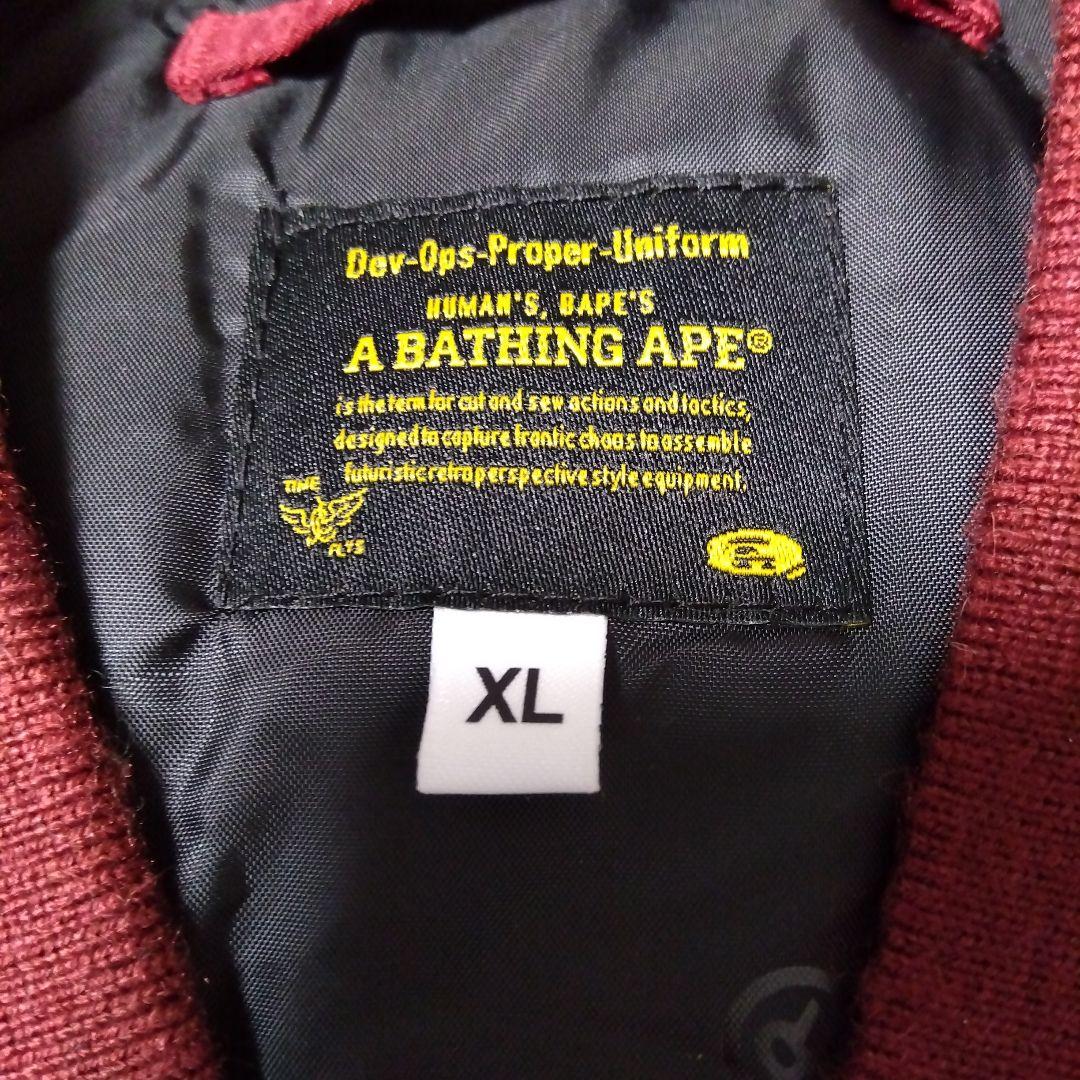 Dev-Ops-Proper-Uniform
HUMAN'S, BAPE'S
A BATHING APE®
is the term for cut and sew actions and tactics,
designed to capture frantic chaos to assemble
futuristic retro perspective style equipment.
TIME
FLYS
XL